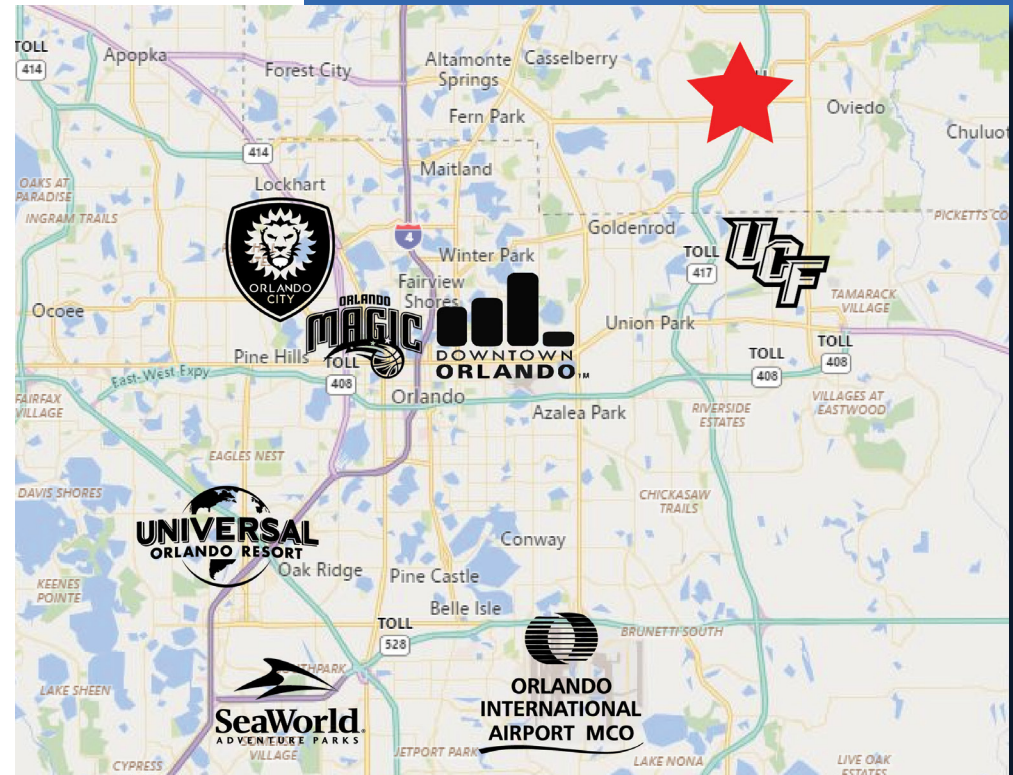 TOLL
414
Apopka
Forest City
Altamonte
Springs
Casselberry
Fern Park
Oviedo
414
Maitland
Lockhart
OAKS AT
PARADISE
INGRAM TRAILS
4
Goldenrod
Winter Park
TOLL
417
UCF
ORLANDO
CITY
Fairview
Shores
TAMARACK
VILLAGE
Ocoee
ORLANDO
MAGIC
Union Park
DOWNTOWN
ORLANDO™
Pine Hills
TOLL
408
TOLL
408
TOLL
408
East-West Expy
Orlando
FAIRFAX
VILLAGE
Azalea Park
RIVERSIDE
ESTATES
VILLAGES AT
EASTWOOD
EAGLES NEST
DAVIS SHORES
CHICKASAW
TRAILS
UNIVERSAL
ORLANDO RESORT
Conway
Oak Ridge
Pine Castle
KEENES
POINTE
Belle Isle
TOLL
528
BRUNETTI SOUTH
LAKE SHEEN
SeaWorld®
ADVENTURE PARKS
VILLAGE
ORLANDO
INTERNATIONAL
AIRPORT MCO
CYPRESS
JETPORT PARK
LAKE NONA
LIVE OAK
ESTATES